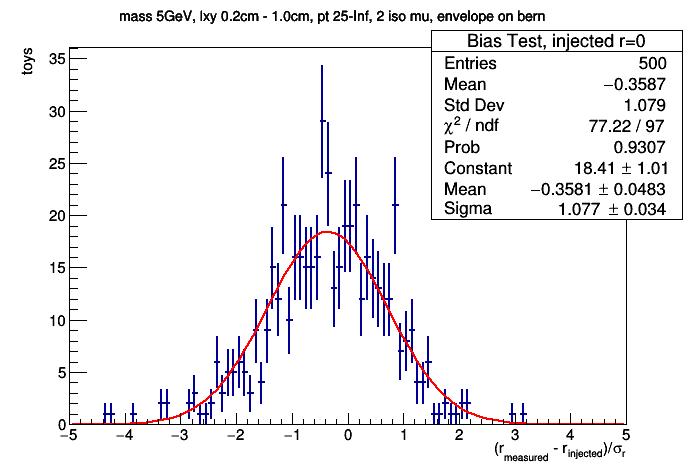 mass 5GeV, lxy 0.2cm - 1.0cm, pt 25-Inf, 2 iso mu, envelope on bern
Bias Test, injected r=0
Entries 500
Mean −0.3587
Std Dev 1.079
χ² / ndf 77.22 / 97
Prob 0.9307
Constant 18.41 ± 1.01
Mean −0.3581 ± 0.0483
Sigma 1.077 ± 0.034
toys
35
30
25
20
15
10
5
0
−5 −4 −3 −2 −1 0 1 2 3 4 5
(r_measured - r_injected)/σ_r